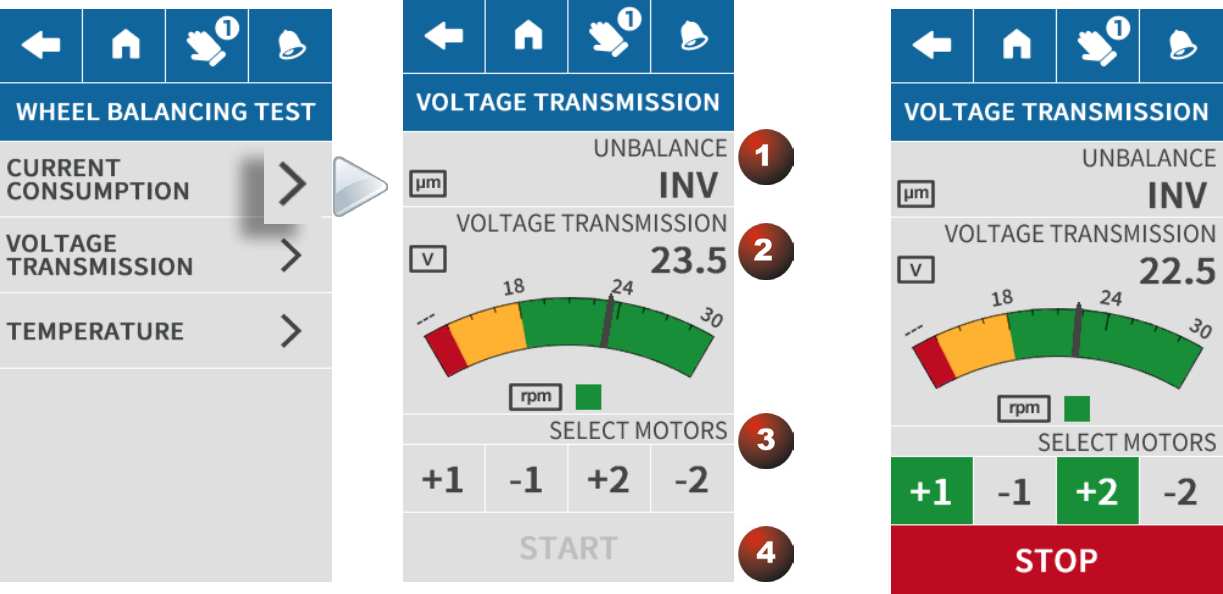 1
WHEEL BALANCING TEST
CURRENT
CONSUMPTION
VOLTAGE
TRANSMISSION
TEMPERATURE
1
VOLTAGE TRANSMISSION
UNBALANCE
µm
INV
VOLTAGE TRANSMISSION
V
23.5
--- 18 24 30
rpm
SELECT MOTORS
+1 -1 +2 -2
START
1
2
3
4
1
VOLTAGE TRANSMISSION
UNBALANCE
µm
INV
VOLTAGE TRANSMISSION
V
22.5
--- 18 24 30
rpm
SELECT MOTORS
+1 -1 +2 -2
STOP